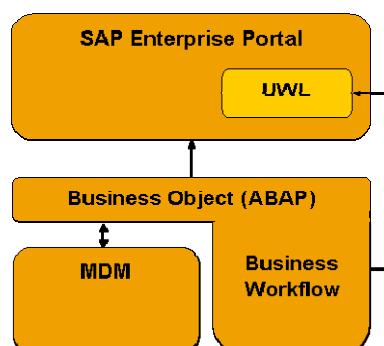 SAP Enterprise Portal
UWL
Business Object (ABAP)
MDM
Business
Workflow